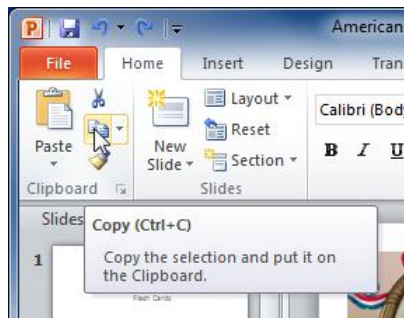 P
American
File Home Insert Design Tran
Paste
New
Slide
Layout
Reset
Section
Calibri (Body
B I U
Clipboard Slides
Slides
Copy (Ctrl+C)
Copy the selection and put it on
the Clipboard.
1
Flash Cards